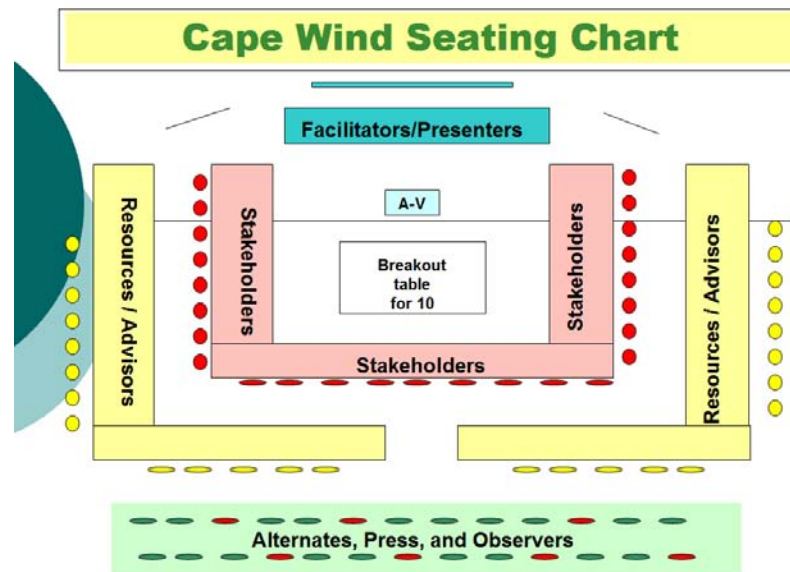 Cape Wind Seating Chart
Facilitators/Presenters
A-V
Resources / Advisors
Stakeholders
Breakout
table
for 10
Stakeholders
Resources / Advisors
Stakeholders
Alternates, Press, and Observers